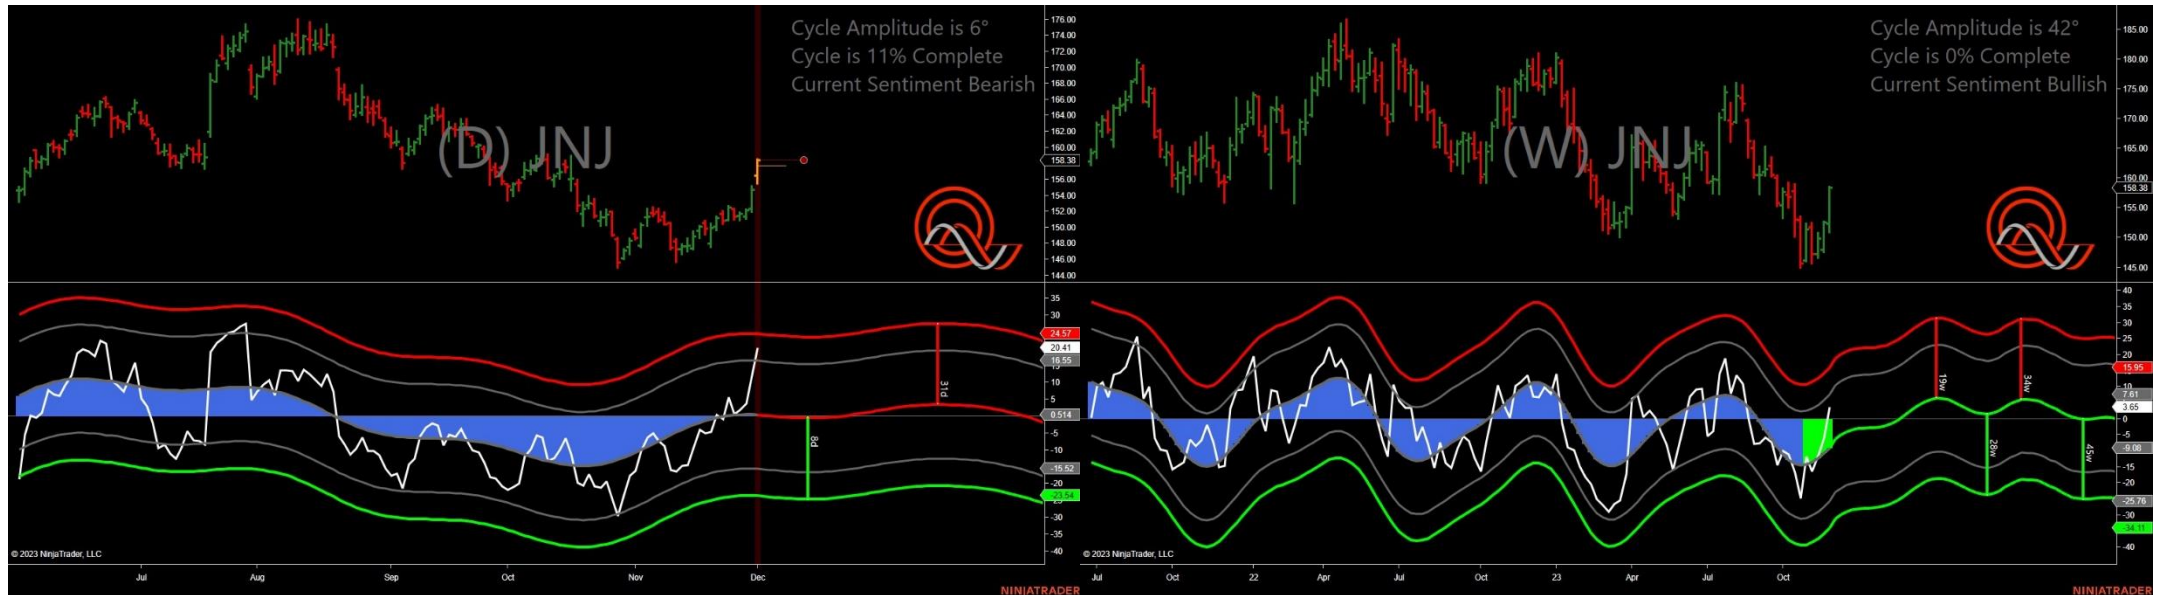 Cycle Amplitude is 6°
Cycle is 11% Complete
Current Sentiment Bearish
(D) JNJ
176.00
174.00
172.00
170.00
168.00
166.00
164.00
162.00
160.00
158.38
156.00
154.00
152.00
150.00
148.00
146.00
144.00
35
30
24.57
20.41
16.55
10
5
0.514
-5
-10
-15.52
-20
-23.54
-30
-35
-40
31d
8d
© 2023 NinjaTrader, LLC
Jul
Aug
Sep
Oct
Nov
Dec
NINJATRADER
Cycle Amplitude is 42°
Cycle is 0% Complete
Current Sentiment Bullish
(W) JNJ
185.00
180.00
175.00
170.00
165.00
160.00
158.38
155.00
150.00
145.00
40
35
30
25
20
15.95
10
7.61
3.65
0
-5
-9.08
-15
-20
-25.76
-30
-34.11
-40
19w
34w
28w
45w
© 2023 NinjaTrader, LLC
Jul
Oct
22
Apr
Jul
Oct
23
Apr
Jul
Oct
NINJATRADER